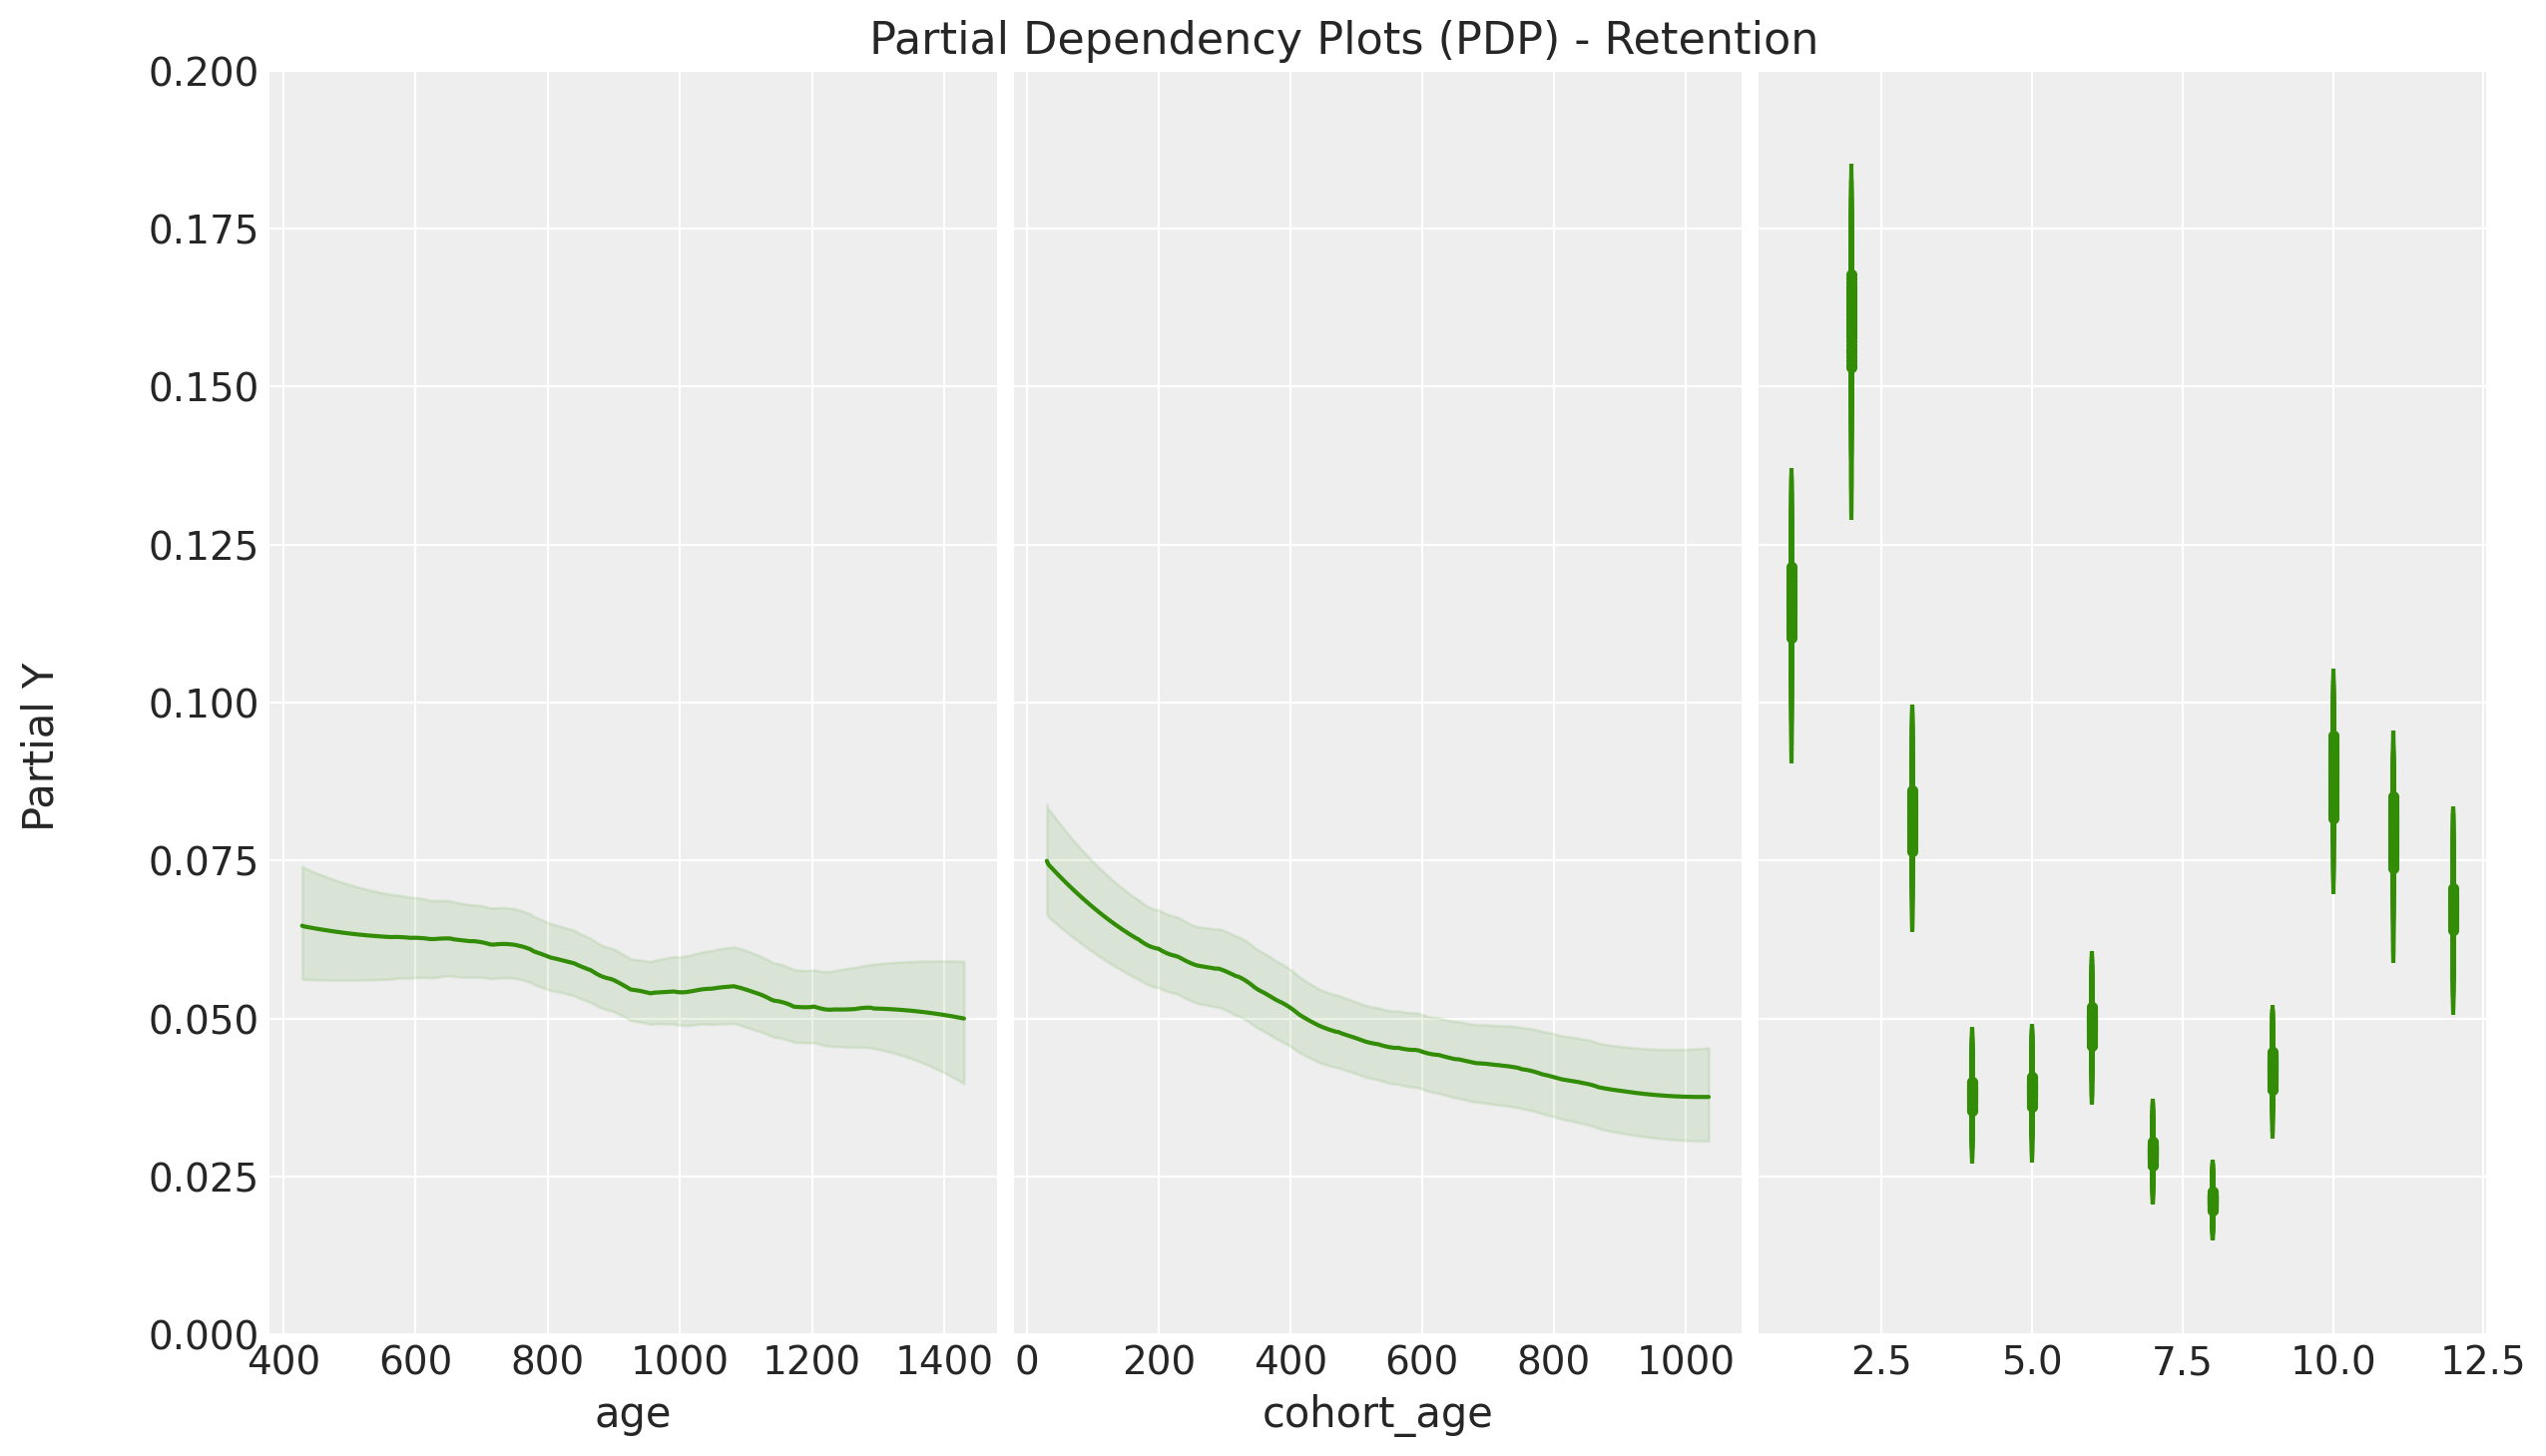 Partial Dependency Plots (PDP) - Retention
Partial Y
0.200
0.175
0.150
0.125
0.100
0.075
0.050
0.025
0.000
400 600 800 1000 1200 1400
0 200 400 600 800 1000
2.5 5.0 7.5 10.0 12.5
age
cohort_age